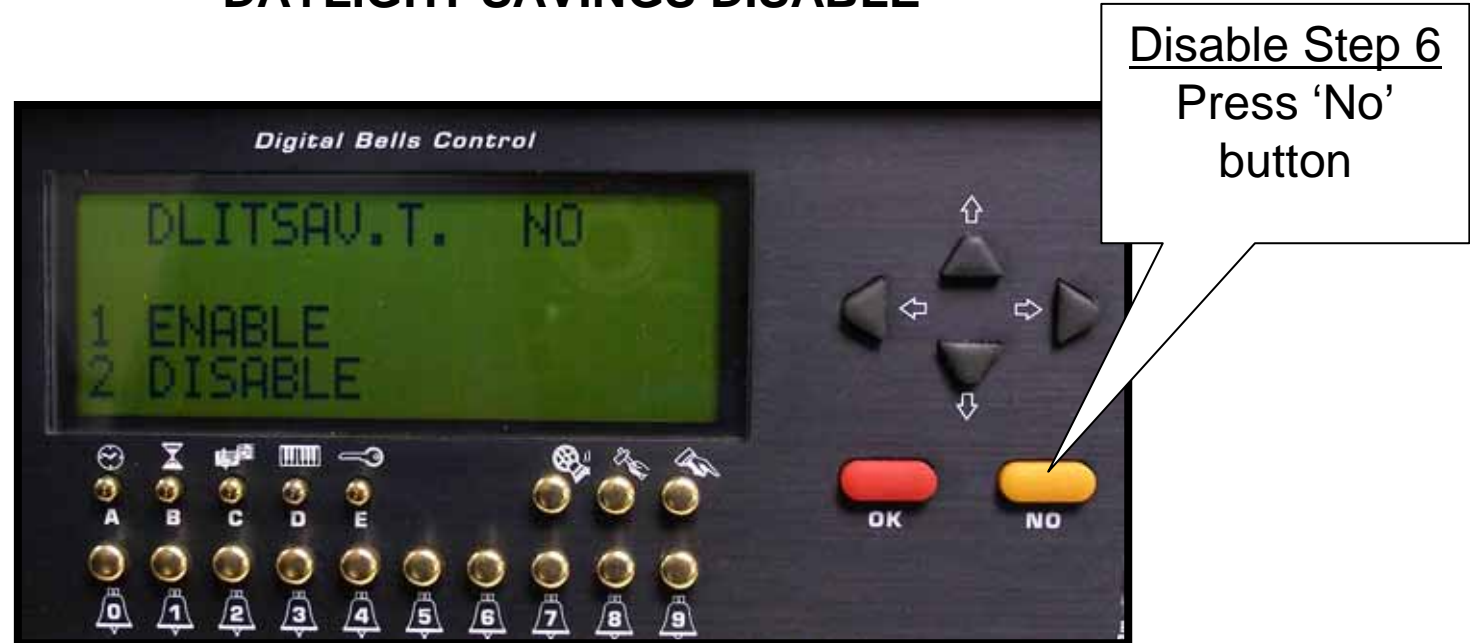 DAYLIGHT SAVINGS DISABLE
Disable Step 6
Press ‘No’
button
Digital Bells Control
DLITSAV.T. NO
1 ENABLE
2 DISABLE
A B C D E
OK NO
0 1 2 3 4 5 6 7 8 9